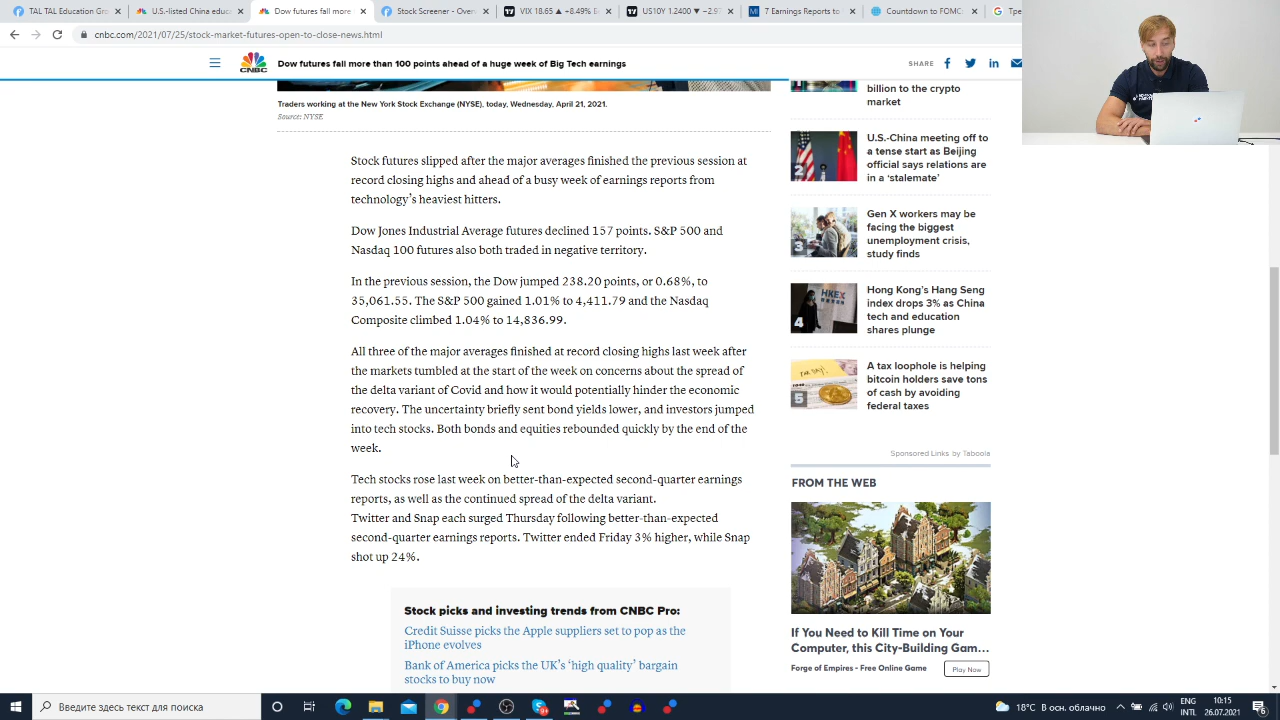 TAL TAL Education Gro
U.S.-listed China educ
Dow futures fall more
Screener - Over
VIX 18.65 ▲ +8.49%
US10Y 1.2400 ▼ −2.9
7 Earning Reports to
Countdown to FOMC
cnbc.com/2021/07/25/stock-market-futures-open-to-close-news.html
CNBC
Dow futures fall more than 100 points ahead of a huge week of Big Tech earnings
SHARE
Traders working at the New York Stock Exchange (NYSE), today, Wednesday, April 21, 2021.
Source: NYSE
Stock futures slipped after the major averages finished the previous session at
record closing highs and ahead of a busy week of earnings reports from
technology’s heaviest hitters.
Dow Jones Industrial Average futures declined 157 points. S&P 500 and
Nasdaq 100 futures also both traded in negative territory.
In the previous session, the Dow jumped 238.20 points, or 0.68%, to
35,061.55. The S&P 500 gained 1.01% to 4,411.79 and the Nasdaq
Composite climbed 1.04% to 14,836.99.
All three of the major averages finished at record closing highs last week after
the markets tumbled at the start of the week on concerns about the spread of
the delta variant of Covid and how it would potentially hinder the economic
recovery. The uncertainty briefly sent bond yields lower, and investors jumped
into tech stocks. Both bonds and equities rebounded quickly by the end of the
week.
Tech stocks rose last week on better-than-expected second-quarter earnings
reports, as well as the continued spread of the delta variant.
Twitter and Snap each surged Thursday following better-than-expected
second-quarter earnings reports. Twitter ended Friday 3% higher, while Snap
shot up 24%.
Stock picks and investing trends from CNBC Pro:
Credit Suisse picks the Apple suppliers set to pop as the
iPhone evolves
Bank of America picks the UK’s ‘high quality’ bargain
stocks to buy now
billion to the crypto
market
2
U.S.-China meeting off to
a tense start as Beijing
official says relations are
in a ‘stalemate’
3
Gen X workers may be
facing the biggest
unemployment crisis,
study finds
HKEX
4
Hong Kong’s Hang Seng
index drops 3% as China
tech and education
shares plunge
5
A tax loophole is helping
bitcoin holders save tons
of cash by avoiding
federal taxes
Sponsored Links by Taboola
FROM THE WEB
If You Need to Kill Time on Your
Computer, this City-Building Gam…
Forge of Empires - Free Online Game
Play Now
Введите здесь текст для поиска
18°C В осн. облачно
ENG
INTL
10:15
26.07.2021